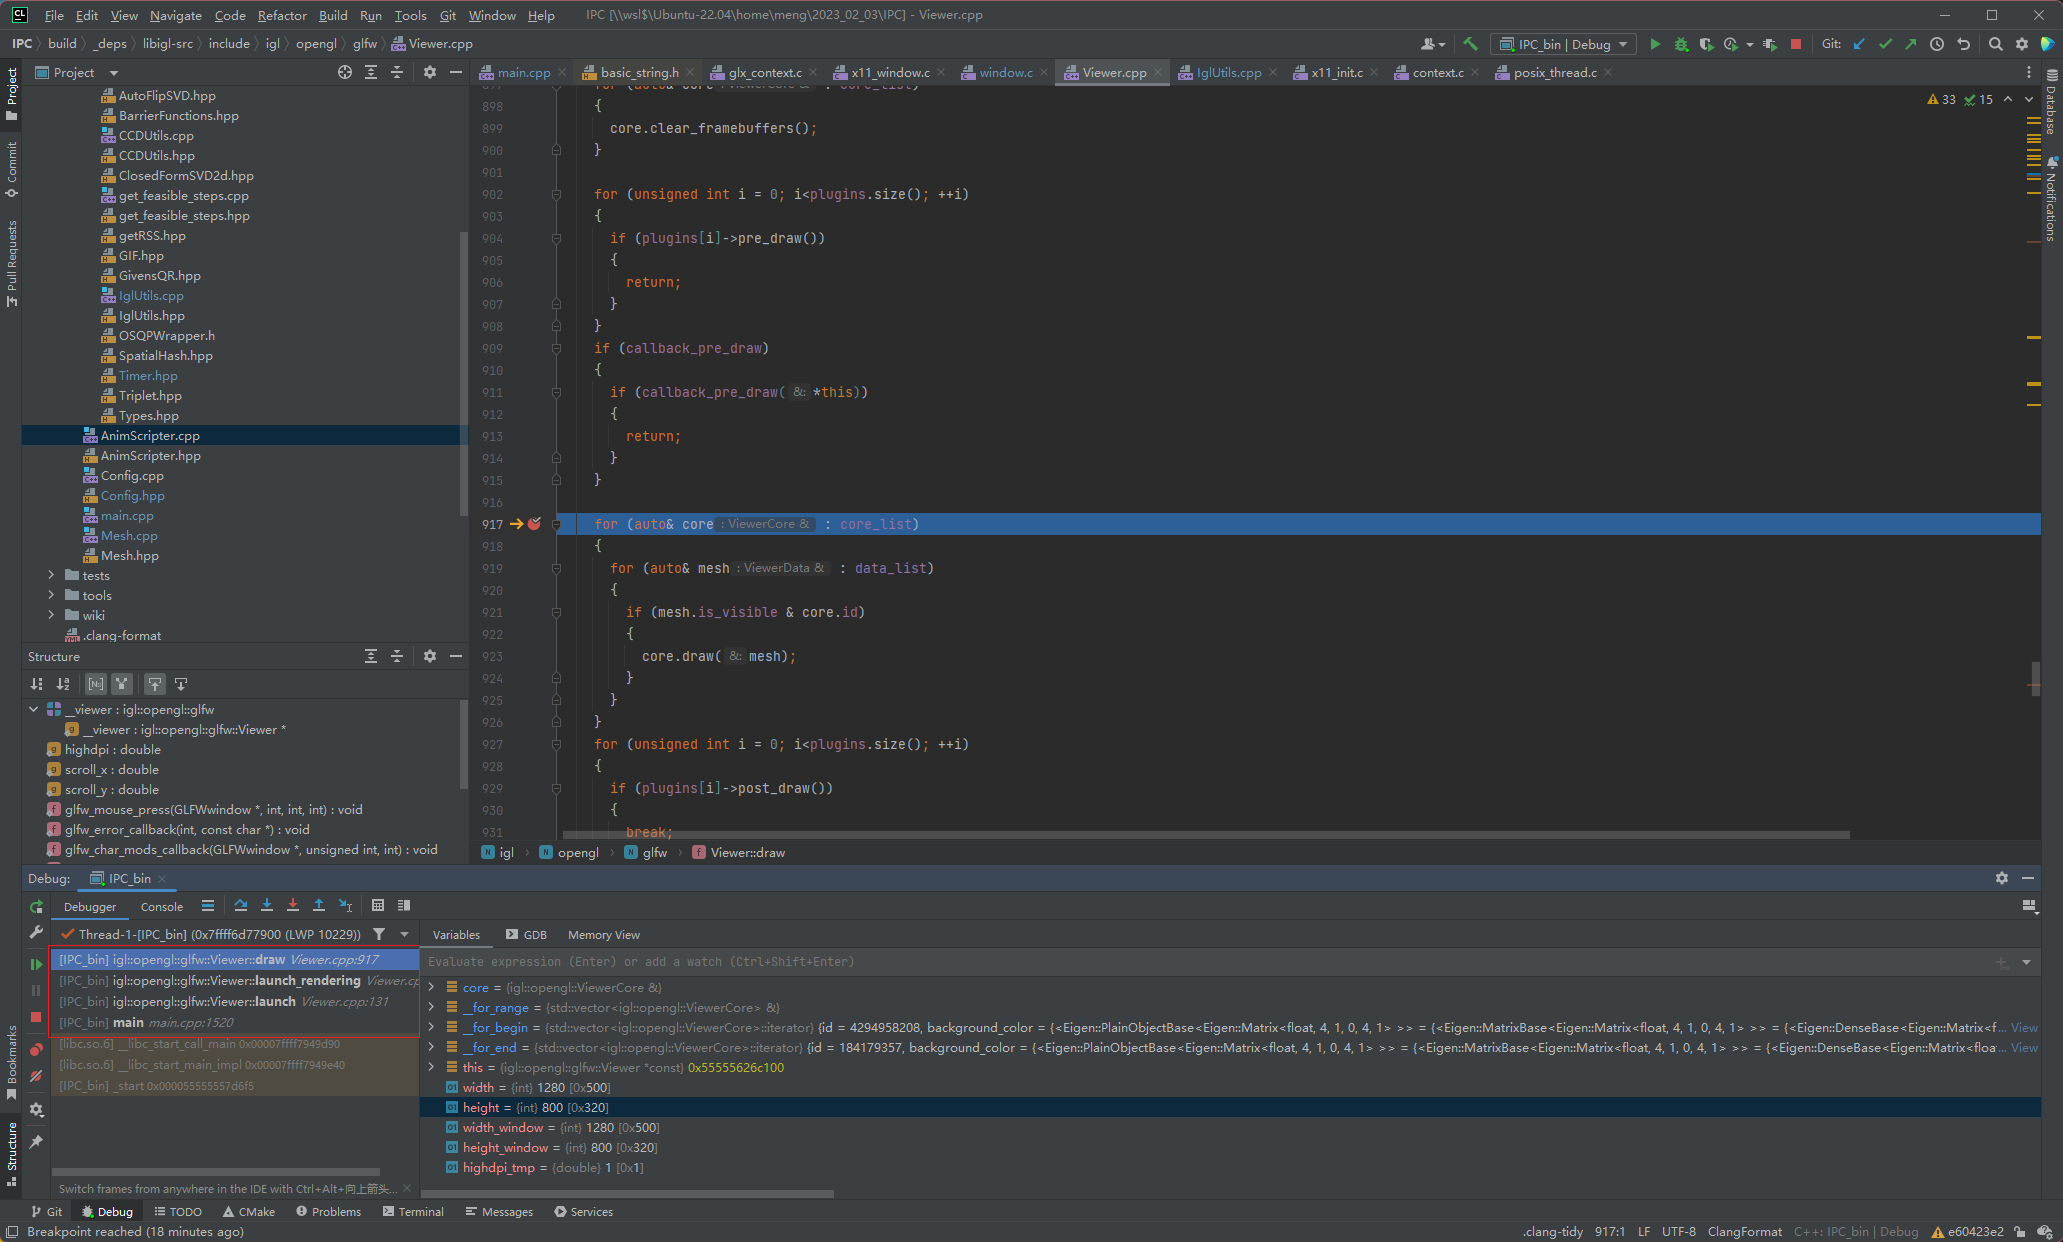 File Edit View Navigate Code Refactor Build Run Tools Git Window Help IPC [\\wsl$\Ubuntu-22.04\home\meng\2023_02_03\IPC] - Viewer.cpp
IPC build _deps libigl-src include igl opengl glfw Viewer.cpp
IPC_bin | Debug
Git:
Project
main.cpp basic_string.h glx_context.c x11_window.c window.c Viewer.cpp IglUtils.cpp x11_init.c context.c posix_thread.c
Project
Commit
Pull Requests
Bookmarks
Structure
Database
Notifications
AutoFlipSVD.hpp
BarrierFunctions.hpp
CCDUtils.cpp
CCDUtils.hpp
ClosedFormSVD2d.hpp
get_feasible_steps.cpp
get_feasible_steps.hpp
getRSS.hpp
GIF.hpp
GivensQR.hpp
IglUtils.cpp
IglUtils.hpp
OSQPWrapper.h
SpatialHash.hpp
Timer.hpp
Triplet.hpp
Types.hpp
AnimScripter.cpp
AnimScripter.hpp
Config.cpp
Config.hpp
main.cpp
Mesh.cpp
Mesh.hpp
tests
tools
wiki
.clang-format
Structure
__viewer : igl::opengl::glfw
__viewer : igl::opengl::glfw::Viewer *
highdpi : double
scroll_x : double
scroll_y : double
glfw_mouse_press(GLFWwindow *, int, int, int) : void
glfw_error_callback(int, const char *) : void
glfw_char_mods_callback(GLFWwindow *, unsigned int, int) : void
33 15
897 for (auto& core : ViewerCore & : core_list)
898 {
899 core.clear_framebuffers();
900 }
901
902 for (unsigned int i = 0; i<plugins.size(); ++i)
903 {
904 if (plugins[i]->pre_draw())
905 {
906 return;
907 }
908 }
909 if (callback_pre_draw)
910 {
911 if (callback_pre_draw( &: *this))
912 {
913 return;
914 }
915 }
916
917 for (auto& core : ViewerCore & : core_list)
918 {
919 for (auto& mesh : ViewerData & : data_list)
920 {
921 if (mesh.is_visible & core.id)
922 {
923 core.draw( &: mesh);
924 }
925 }
926 }
927 for (unsigned int i = 0; i<plugins.size(); ++i)
928 {
929 if (plugins[i]->post_draw())
930 {
931 break;
igl opengl glfw Viewer::draw
Debug: IPC_bin
Debugger Console
Thread-1-[IPC_bin] (0x7ffff6d77900 (LWP 10229))
[IPC_bin] igl::opengl::glfw::Viewer::draw Viewer.cpp:917
[IPC_bin] igl::opengl::glfw::Viewer::launch_rendering Viewer.cp
[IPC_bin] igl::opengl::glfw::Viewer::launch Viewer.cpp:131
[IPC_bin] main main.cpp:1520
[libc.so.6] __libc_start_call_main 0x00007ffff7949d90
[libc.so.6] __libc_start_main_impl 0x00007ffff7949e40
[IPC_bin] _start 0x000055555557d6f5
Switch frames from anywhere in the IDE with Ctrl+Alt+向上箭头...
Variables GDB Memory View
Evaluate expression (Enter) or add a watch (Ctrl+Shift+Enter)
core = {igl::opengl::ViewerCore &}
__for_range = {std::vector<igl::opengl::ViewerCore> &}
__for_begin = {std::vector<igl::opengl::ViewerCore>::iterator} {id = 4294958208, background_color = {<Eigen::PlainObjectBase<Eigen::Matrix<float, 4, 1, 0, 4, 1> >> = {<Eigen::MatrixBase<Eigen::Matrix<float, 4, 1, 0, 4, 1> >> = {<Eigen::DenseBase<Eigen::Matrix<f... View
__for_end = {std::vector<igl::opengl::ViewerCore>::iterator} {id = 184179357, background_color = {<Eigen::PlainObjectBase<Eigen::Matrix<float, 4, 1, 0, 4, 1> >> = {<Eigen::MatrixBase<Eigen::Matrix<float, 4, 1, 0, 4, 1> >> = {<Eigen::DenseBase<Eigen::Matrix<floa... View
this = {igl::opengl::glfw::Viewer *const} 0x55555626c100
width = {int} 1280 [0x500]
height = {int} 800 [0x320]
width_window = {int} 1280 [0x500]
height_window = {int} 800 [0x320]
highdpi_tmp = {double} 1 [0x1]
Git Debug TODO CMake Problems Terminal Messages Services
Breakpoint reached (18 minutes ago)
.clang-tidy 917:1 LF UTF-8 ClangFormat C++: IPC_bin | Debug e60423e2